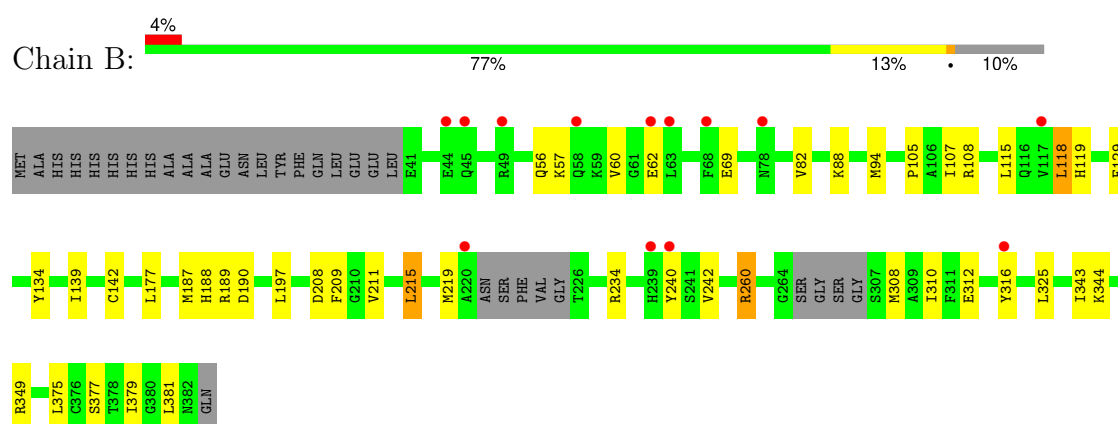 4%
Chain B:
77% 13% • 10%
MET ALA HIS HIS HIS HIS HIS HIS ALA ALA ALA GLU ASN LEU TYR PHE GLN LEU GLU GLU LEU E41 E44 Q45 R49 Q56 K57 Q58 K59 V60 G61 E62 L63 F68 E69 N78 V82 K88 M94 P105 A106 I107 R108 L115 Q116 V117 L118 H119
Y134 I139 C142 L177 M187 H188 R189 D190 L197 D208 F209 G210 V211 L215 M219 A220 ASN SER PHE VAL GLY T226 R234 H239 Y240 S241 V242 R260 G264 SER GLY SER GLY S307 M308 A309 I310 F311 E312 Y316 L325 I343 K344
R349 L375 C376 S377 T378 I379 G380 L381 N382 GLN